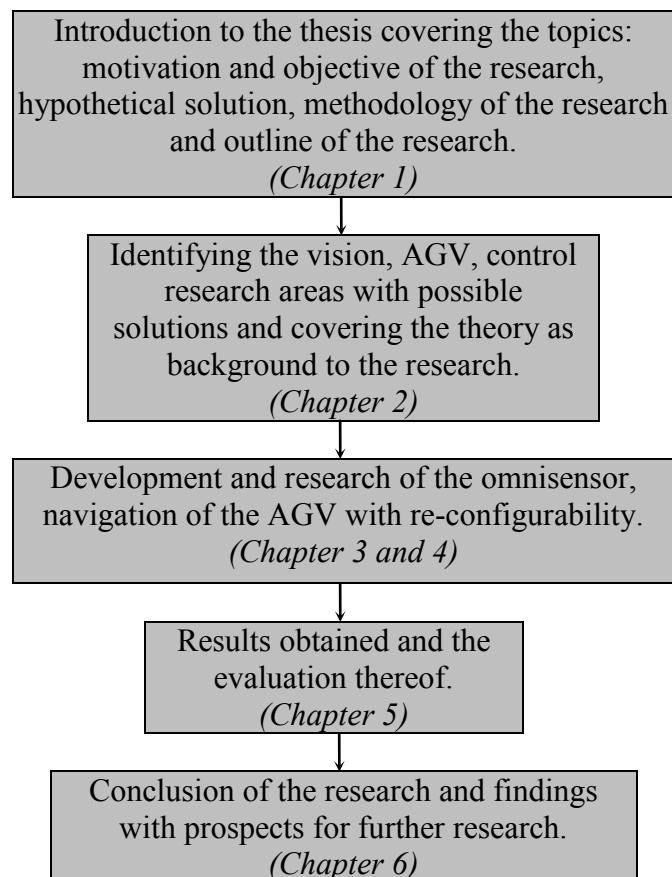 Introduction to the thesis covering the topics:
motivation and objective of the research,
hypothetical solution, methodology of the research
and outline of the research.
(Chapter 1)
Identifying the vision, AGV, control
research areas with possible
solutions and covering the theory as
background to the research.
(Chapter 2)
Development and research of the omnisensor,
navigation of the AGV with re-configurability.
(Chapter 3 and 4)
Results obtained and the
evaluation thereof.
(Chapter 5)
Conclusion of the research and findings
with prospects for further research.
(Chapter 6)